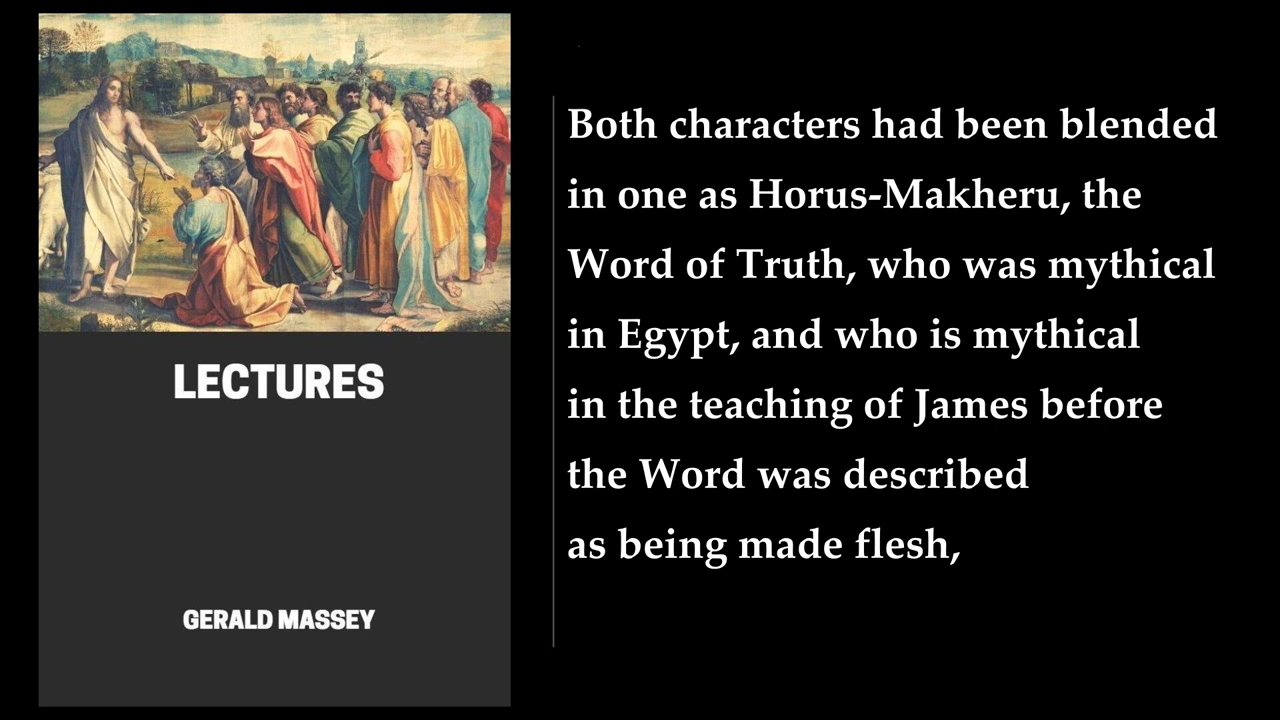 LECTURES
GERALD MASSEY
Both characters had been blended
in one as Horus-Makheru, the
Word of Truth, who was mythical
in Egypt, and who is mythical
in the teaching of James before
the Word was described
as being made flesh,